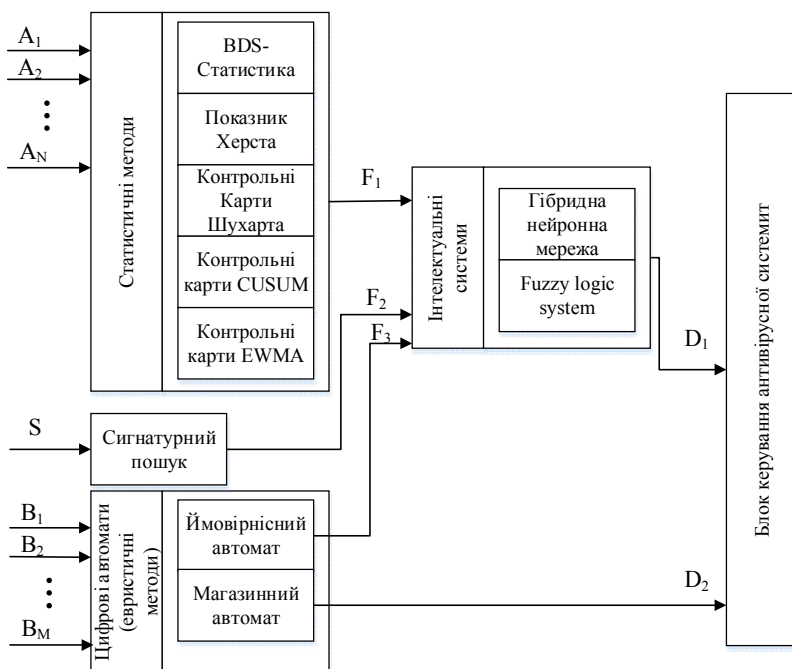 A1
A2
...
AN
Статистичні методи
BDS-
Статистика
Показник
Херста
Контрольні
Карти
Шухарта
Контрольні
карти CUSUM
Контрольні
карти EWMA
F1
F2
F3
Інтелектуальні
системи
Гібридна
нейронна
мережа
Fuzzy logic
system
D1
Блок керування антивірусної системит
S
Сигнатурний
пошук
B1
B2
...
BM
Цифрові автомати
(евристичні
методи)
Ймовірнісний
автомат
Магазинний
автомат
D2